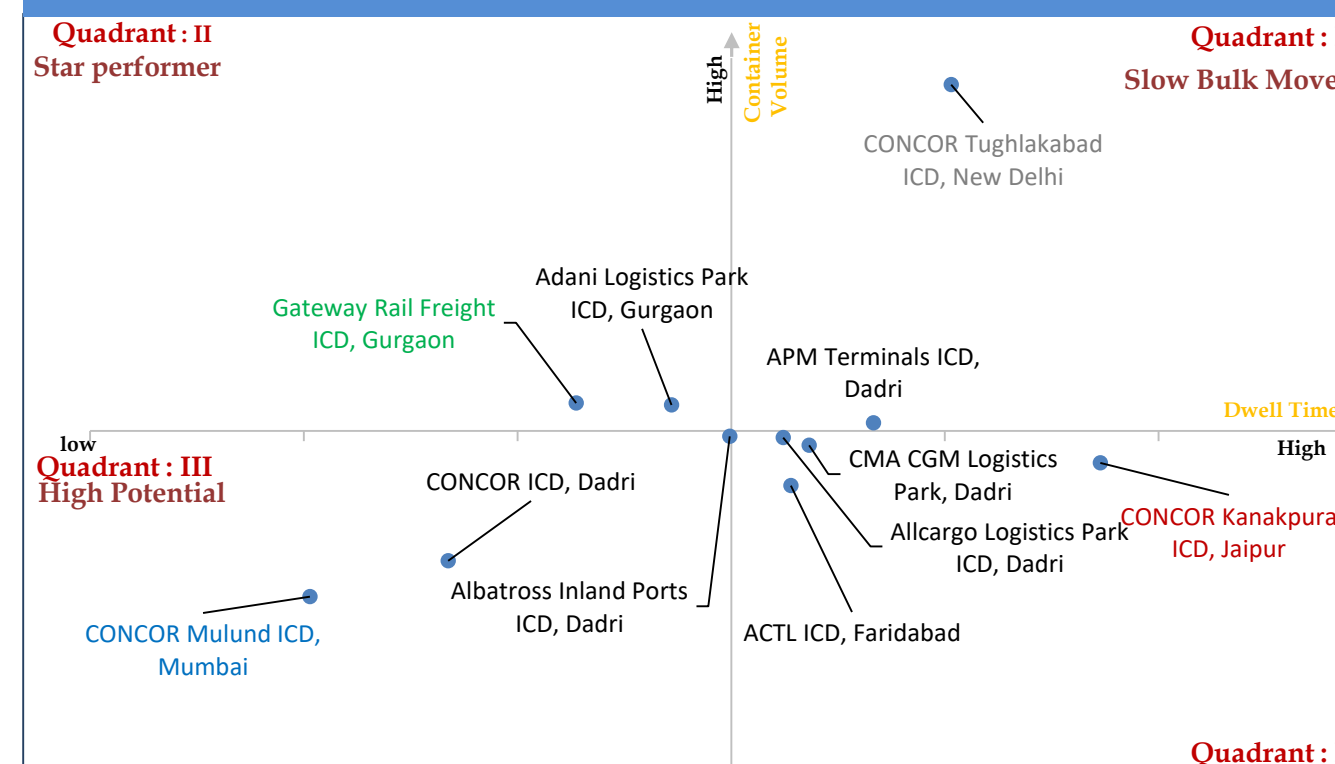 Quadrant : II
Star performer
Quadrant :
Slow Bulk Move
High
Container
Volume
CONCOR Tughlakabad
ICD, New Delhi
Adani Logistics Park
ICD, Gurgaon
Gateway Rail Freight
ICD, Gurgaon
APM Terminals ICD,
Dadri
Dwell Time
low
High
Quadrant : III
High Potential
CONCOR ICD, Dadri
CMA CGM Logistics
Park, Dadri
CONCOR Kanakpura
ICD, Jaipur
Allcargo Logistics Park
ICD, Dadri
Albatross Inland Ports
ICD, Dadri
ACTL ICD, Faridabad
CONCOR Mulund ICD,
Mumbai
Quadrant :